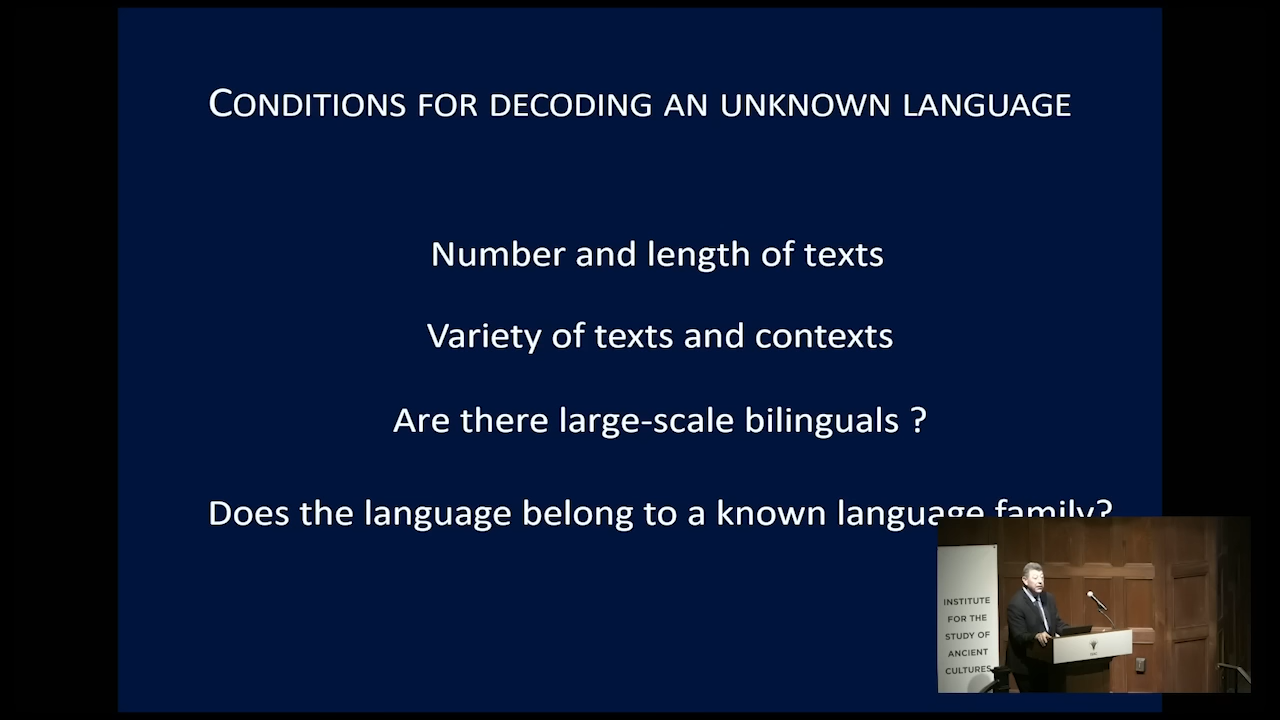 CONDITIONS FOR DECODING AN UNKNOWN LANGUAGE
Number and length of texts
Variety of texts and contexts
Are there large-scale bilinguals ?
Does the language belong to a known language family?
INSTITUTE
FOR THE
STUDY OF
ANCIENT
CULTURES